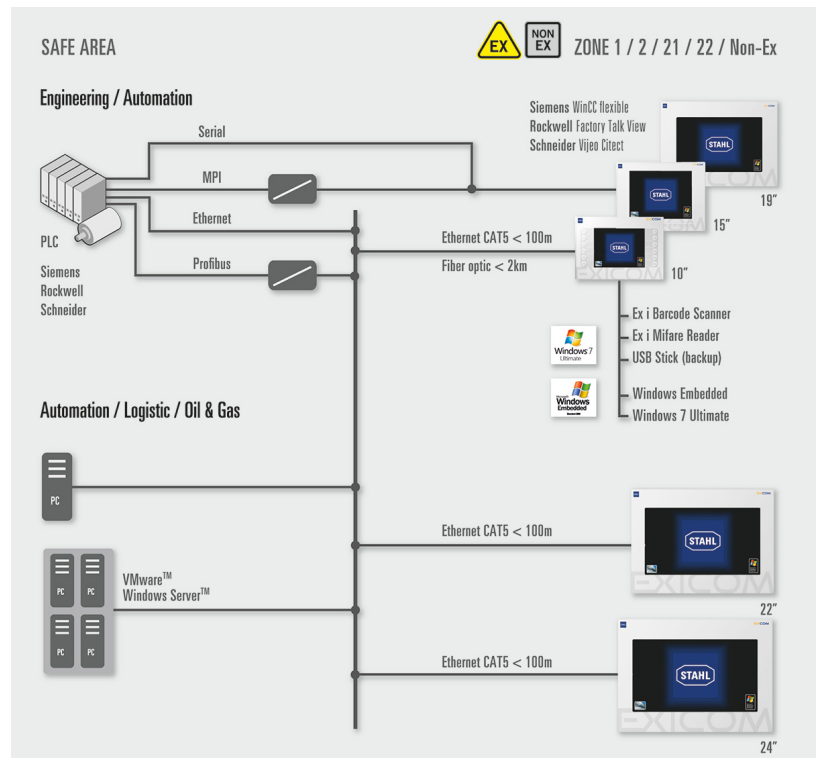 SAFE AREA
EX
NON
EX
ZONE 1 / 2 / 21 / 22 / Non-Ex
Engineering / Automation
Siemens WinCC flexible
Rockwell Factory Talk View
Schneider Vijeo Citect
Serial
MPI
Ethernet
Profibus
PLC
Siemens
Rockwell
Schneider
STAHL
19"
STAHL
15"
STAHL
EXICOM
10"
Ethernet CAT5 < 100m
Fiber optic < 2km
Ex i Barcode Scanner
Ex i Mifare Reader
USB Stick (backup)
Windows Embedded
Windows 7 Ultimate
Windows 7
Ultimate
Windows
Embedded
Automation / Logistic / Oil & Gas
PC
Ethernet CAT5 < 100m
STAHL
EXICOM
22"
PC PC
PC PC
VMware™
Windows Server™
Ethernet CAT5 < 100m
STAHL
EXICOM
24"